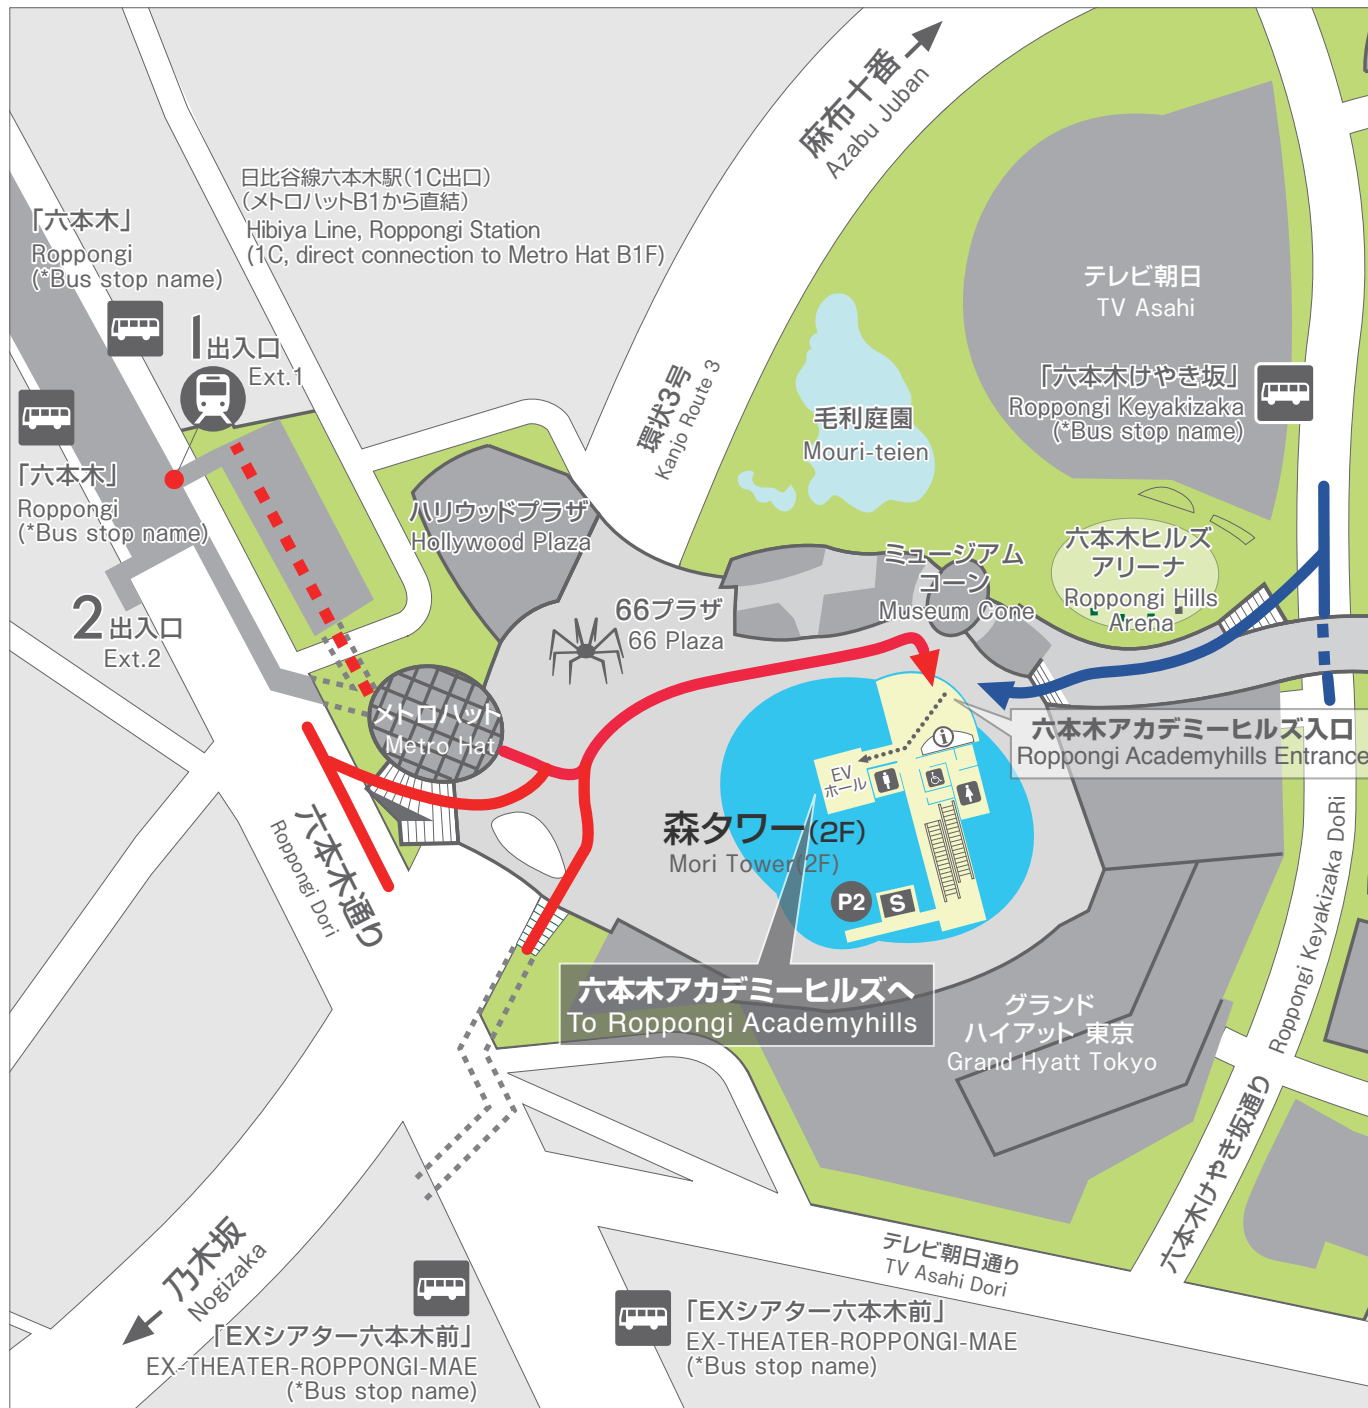 麻布十番
Azabu Juban
日比谷線六本木駅(1C出口)
(メトロハットB1から直結)
Hibiya Line, Roppongi Station
(1C, direct connection to Metro Hat B1F)
「六本木」
Roppongi
(*Bus stop name)
1出入口
Ext.1
「六本木」
Roppongi
(*Bus stop name)
2出入口
Ext.2
環状3号
Kanjo Route 3
テレビ朝日
TV Asahi
「六本木けやき坂」
Roppongi Keyakizaka
(*Bus stop name)
毛利庭園
Mouri-teien
ハリウッドプラザ
Hollywood Plaza
66プラザ
66 Plaza
ミュージアム
コーン
Museum Cone
六本木ヒルズ
アリーナ
Roppongi Hills
Arena
メトロハット
Metro Hat
六本木アカデミーヒルズ入口
Roppongi Academyhills Entrance
i
EV
ホール
森タワー(2F)
Mori Tower(2F)
P2
S
六本木通り
Roppongi Dori
六本木アカデミーヒルズへ
To Roppongi Academyhills
グランド
ハイアット 東京
Grand Hyatt Tokyo
六本木けやき坂通り
Roppongi Keyakizaka DoRi
テレビ朝日通り
TV Asahi Dori
乃木坂
Nogizaka
「EXシアター六本木前」
EX-THEATER-ROPPONGI-MAE
(*Bus stop name)
「EXシアター六本木前」
EX-THEATER-ROPPONGI-MAE
(*Bus stop name)